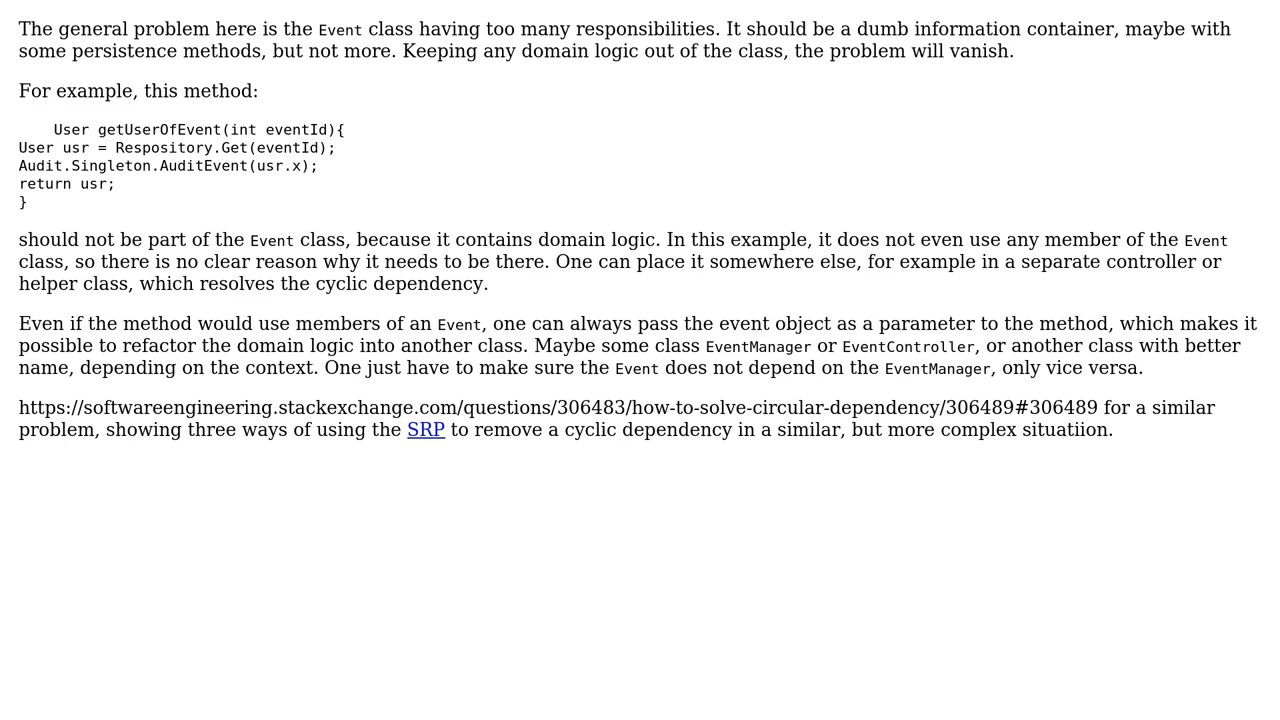 The general problem here is the Event class having too many responsibilities. It should be a dumb information container, maybe with
some persistence methods, but not more. Keeping any domain logic out of the class, the problem will vanish.
For example, this method:
User getUserOfEvent(int eventId){
User usr = Respository.Get(eventId);
Audit.Singleton.AuditEvent(usr.x);
return usr;
}
should not be part of the Event class, because it contains domain logic. In this example, it does not even use any member of the Event
class, so there is no clear reason why it needs to be there. One can place it somewhere else, for example in a separate controller or
helper class, which resolves the cyclic dependency.
Even if the method would use members of an Event, one can always pass the event object as a parameter to the method, which makes it
possible to refactor the domain logic into another class. Maybe some class EventManager or EventController, or another class with better
name, depending on the context. One just have to make sure the Event does not depend on the EventManager, only vice versa.
https://softwareengineering.stackexchange.com/questions/306483/how-to-solve-circular-dependency/306489#306489 for a similar
problem, showing three ways of using the SRP to remove a cyclic dependency in a similar, but more complex situatiion.